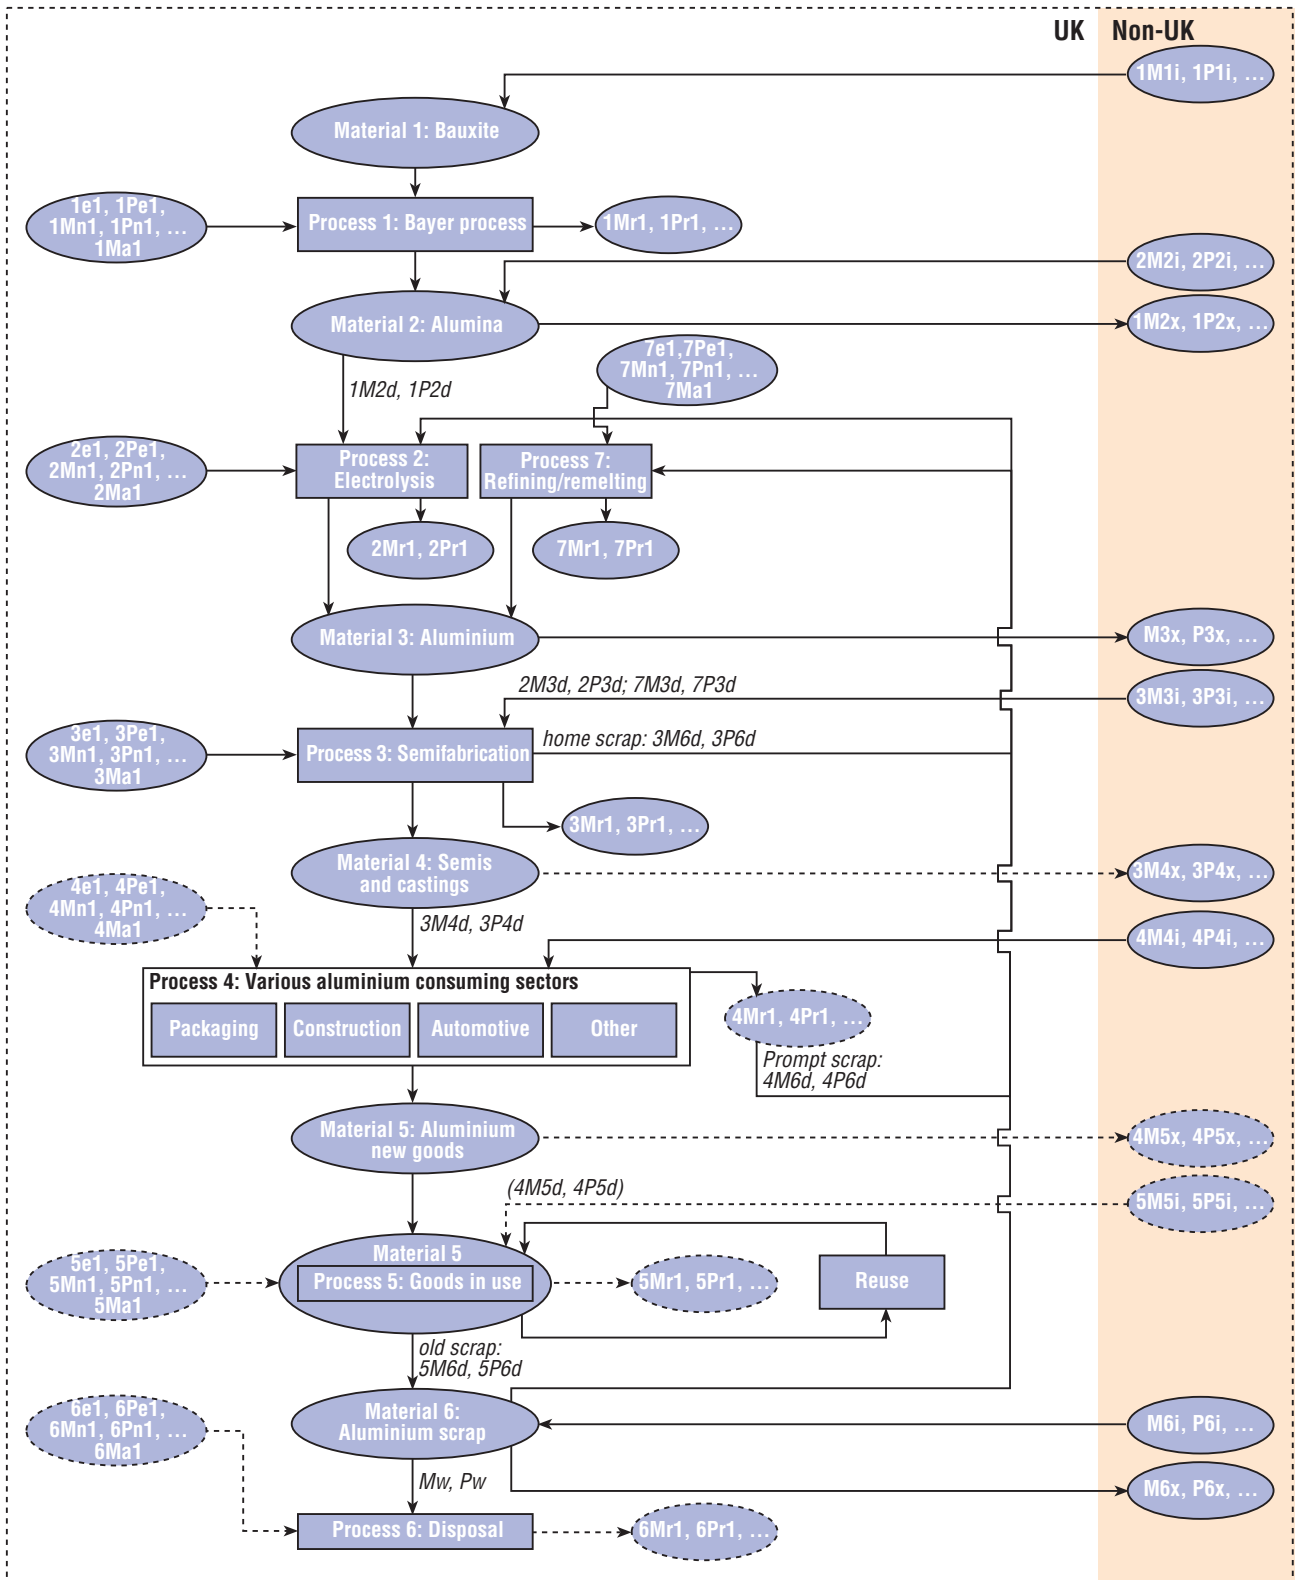 UK
Non-UK
1M1i, 1P1i, …
Material 1: Bauxite
1e1, 1Pe1,
1Mn1, 1Pn1, …
1Ma1
Process 1: Bayer process
1Mr1, 1Pr1, …
2M2i, 2P2i, …
Material 2: Alumina
1M2x, 1P2x, …
7e1,7Pe1,
7Mn1, 7Pn1, …
7Ma1
1M2d, 1P2d
2e1, 2Pe1,
2Mn1, 2Pn1, …
2Ma1
Process 2:
Electrolysis
Process 7:
Refining/remelting
2Mr1, 2Pr1
7Mr1, 7Pr1
Material 3: Aluminium
M3x, P3x, …
2M3d, 2P3d; 7M3d, 7P3d
3M3i, 3P3i, …
3e1, 3Pe1,
3Mn1, 3Pn1, …
3Ma1
Process 3: Semifabrication
home scrap: 3M6d, 3P6d
3Mr1, 3Pr1, …
Material 4: Semis
and castings
3M4x, 3P4x, …
4e1, 4Pe1,
4Mn1, 4Pn1, …
4Ma1
3M4d, 3P4d
4M4i, 4P4i, …
Process 4: Various aluminium consuming sectors
Packaging
Construction
Automotive
Other
4Mr1, 4Pr1, …
Prompt scrap:
4M6d, 4P6d
Material 5: Aluminium
new goods
4M5x, 4P5x, …
(4M5d, 4P5d)
5M5i, 5P5i, …
5e1, 5Pe1,
5Mn1, 5Pn1, …
5Ma1
Material 5
Process 5: Goods in use
5Mr1, 5Pr1, …
Reuse
old scrap:
5M6d, 5P6d
6e1, 6Pe1,
6Mn1, 6Pn1, …
6Ma1
Material 6:
Aluminium scrap
M6i, P6i, …
Mw, Pw
M6x, P6x, …
Process 6: Disposal
6Mr1, 6Pr1, …